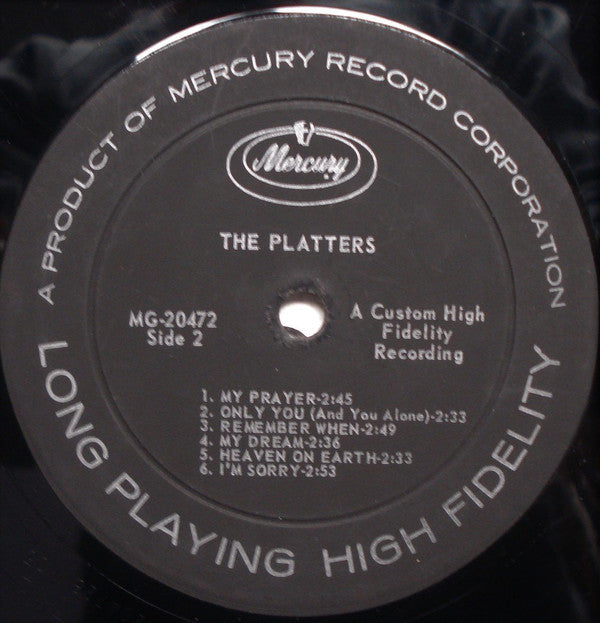 A PRODUCT OF MERCURY RECORD CORPORATION
Mercury
THE PLATTERS
MG-20472
Side 2
A Custom High
Fidelity
Recording
1. MY PRAYER-2:45
2. ONLY YOU (And You Alone)-2:33
3. REMEMBER WHEN-2:49
4. MY DREAM-2:36
5. HEAVEN ON EARTH-2:33
6. I'M SORRY-2:53
LONG PLAYING HIGH FIDELITY